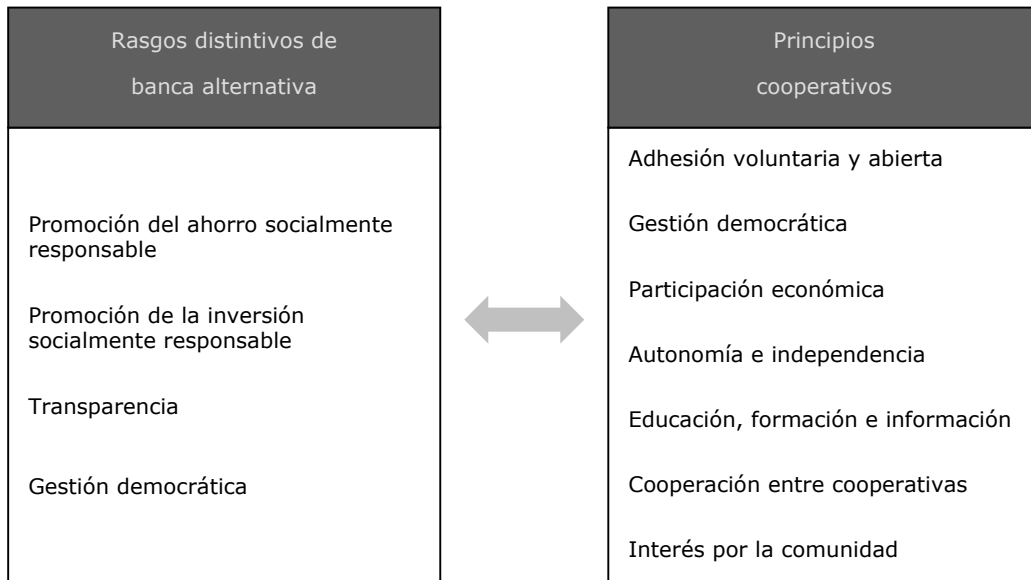 Rasgos distintivos de
banca alternativa
Promoción del ahorro socialmente
responsable
Promoción de la inversión
socialmente responsable
Transparencia
Gestión democrática
Principios
cooperativos
Adhesión voluntaria y abierta
Gestión democrática
Participación económica
Autonomía e independencia
Educación, formación e información
Cooperación entre cooperativas
Interés por la comunidad